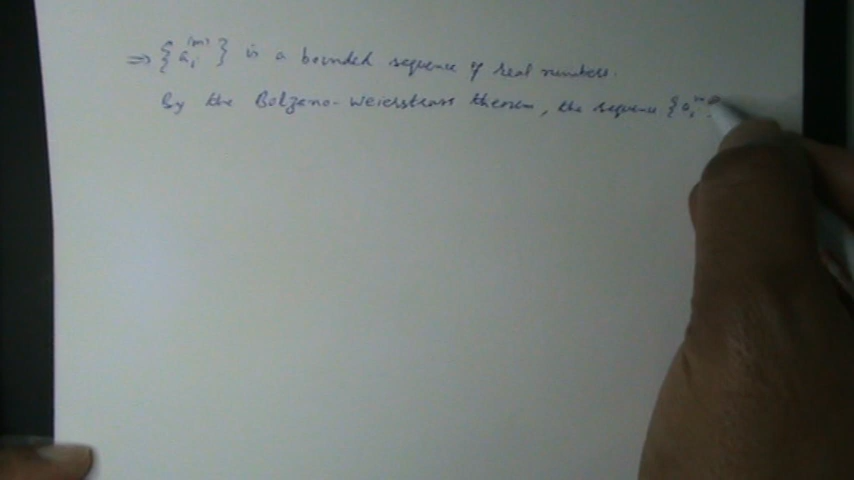 ⇒ {a₁⁽ᵐ⁾} is a bounded sequence of real numbers.
By the Bolzano-Weierstrass theorem, the sequence {a₁⁽ᵐ⁾